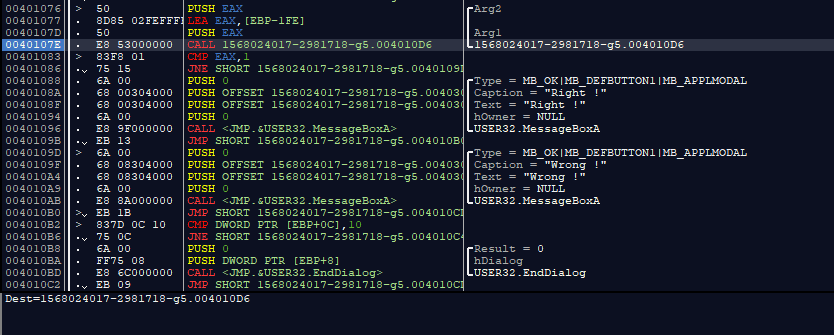 00401076 > 50 PUSH EAX Arg2
00401077 . 8D85 02FEFFFF LEA EAX,[EBP-1FE]
0040107D . 50 PUSH EAX Arg1
0040107E . E8 53000000 CALL 1568024017-2981718-g5.004010D6 1568024017-2981718-g5.004010D6
00401083 > 83F8 01 CMP EAX,1
00401086 . 75 15 JNE SHORT 1568024017-2981718-g5.0040109D
00401088 . 6A 00 PUSH 0 Type = MB_OK|MB_DEFBUTTON1|MB_APPLMODAL
0040108A . 68 00304000 PUSH OFFSET 1568024017-2981718-g5.004030 Caption = "Right !"
0040108F . 68 00304000 PUSH OFFSET 1568024017-2981718-g5.004030 Text = "Right !"
00401094 . 6A 00 PUSH 0 hOwner = NULL
00401096 . E8 9F000000 CALL <JMP.&USER32.MessageBoxA> USER32.MessageBoxA
0040109B . EB 13 JMP SHORT 1568024017-2981718-g5.004010B0
0040109D > 6A 00 PUSH 0 Type = MB_OK|MB_DEFBUTTON1|MB_APPLMODAL
0040109F . 68 08304000 PUSH OFFSET 1568024017-2981718-g5.004030 Caption = "Wrong !"
004010A4 . 68 08304000 PUSH OFFSET 1568024017-2981718-g5.004030 Text = "Wrong !"
004010A9 . 6A 00 PUSH 0 hOwner = NULL
004010AB . E8 8A000000 CALL <JMP.&USER32.MessageBoxA> USER32.MessageBoxA
004010B0 > EB 1B JMP SHORT 1568024017-2981718-g5.004010CD
004010B2 > 837D 0C 10 CMP DWORD PTR [EBP+0C],10
004010B6 . 75 0C JNE SHORT 1568024017-2981718-g5.004010C4
004010B8 . 6A 00 PUSH 0 Result = 0
004010BA . FF75 08 PUSH DWORD PTR [EBP+8] hDialog
004010BD . E8 6C000000 CALL <JMP.&USER32.EndDialog> USER32.EndDialog
004010C2 . EB 09 JMP SHORT 1568024017-2981718-g5.004010CD
Dest=1568024017-2981718-g5.004010D6